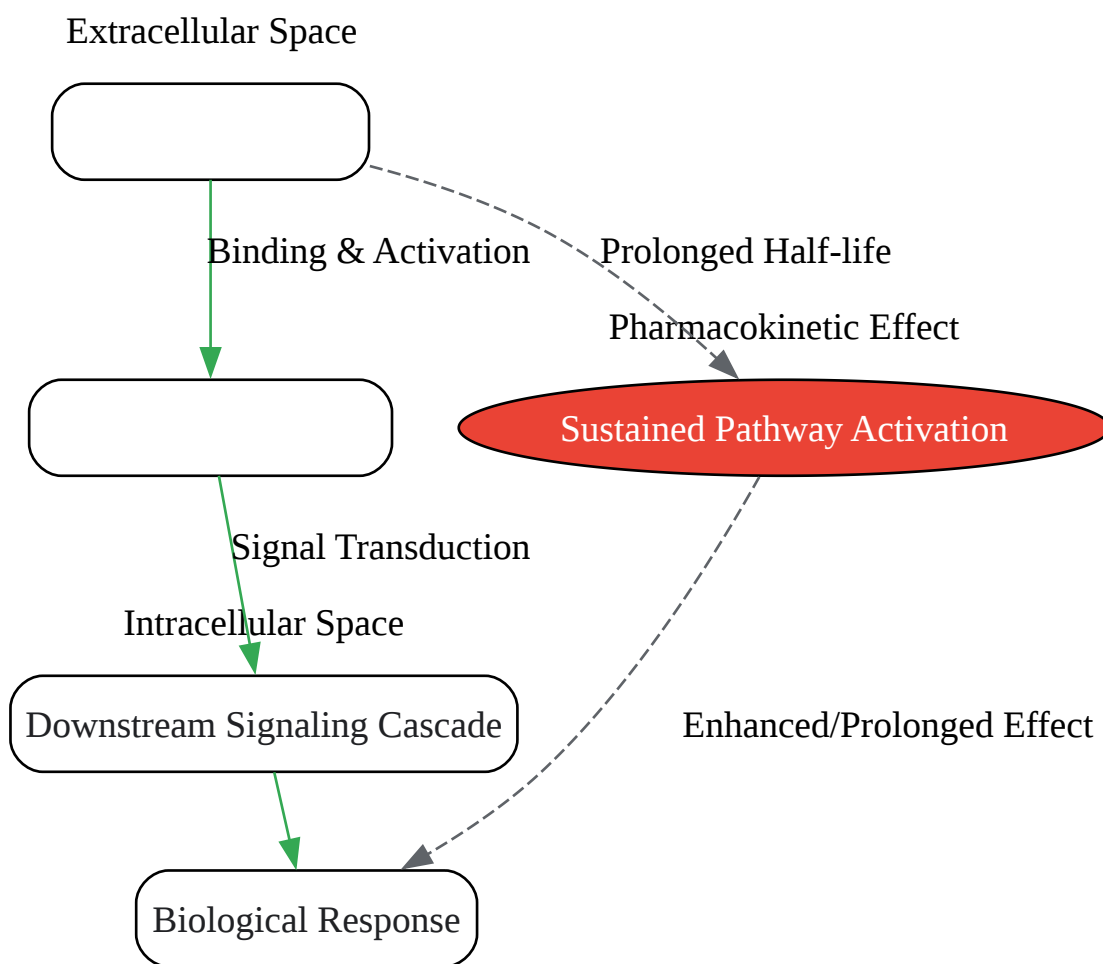 Extracellular Space
Binding & Activation
Prolonged Half-life
Pharmacokinetic Effect
Sustained Pathway Activation
Signal Transduction
Intracellular Space
Downstream Signaling Cascade
Enhanced/Prolonged Effect
Biological Response